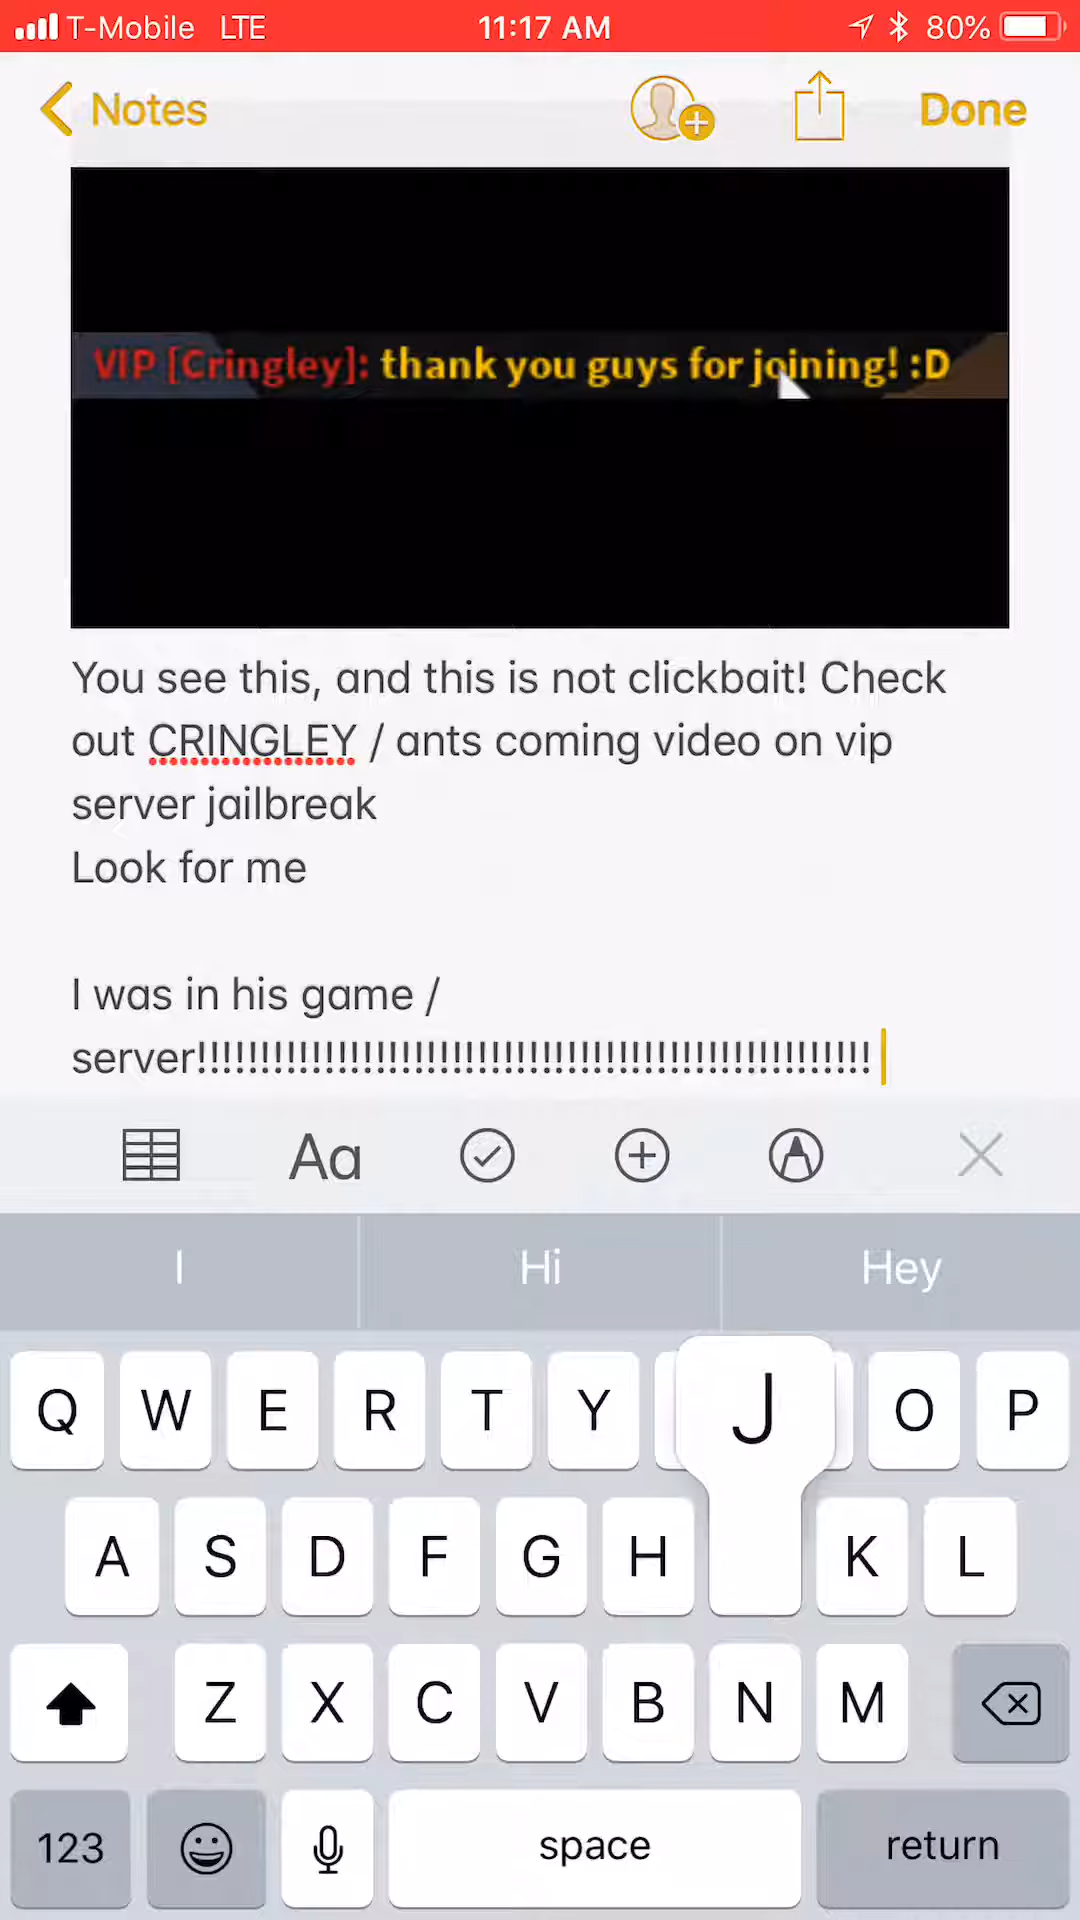 T-Mobile LTE 11:17 AM 80%
Notes Done
VIP [Cringley]: thank you guys for joining! :D
You see this, and this is not clickbait! Check
out CRINGLEY / ants coming video on vip
server jailbreak
Look for me
I was in his game /
server!!!!!!!!!!!!!!!!!!!!!!!!!!!!!!!!!!!!!!!!!!!!!!!!!!!!!
Aa
I Hi Hey
Q W E R T Y J O P
A S D F G H K L
Z X C V B N M
123 space return